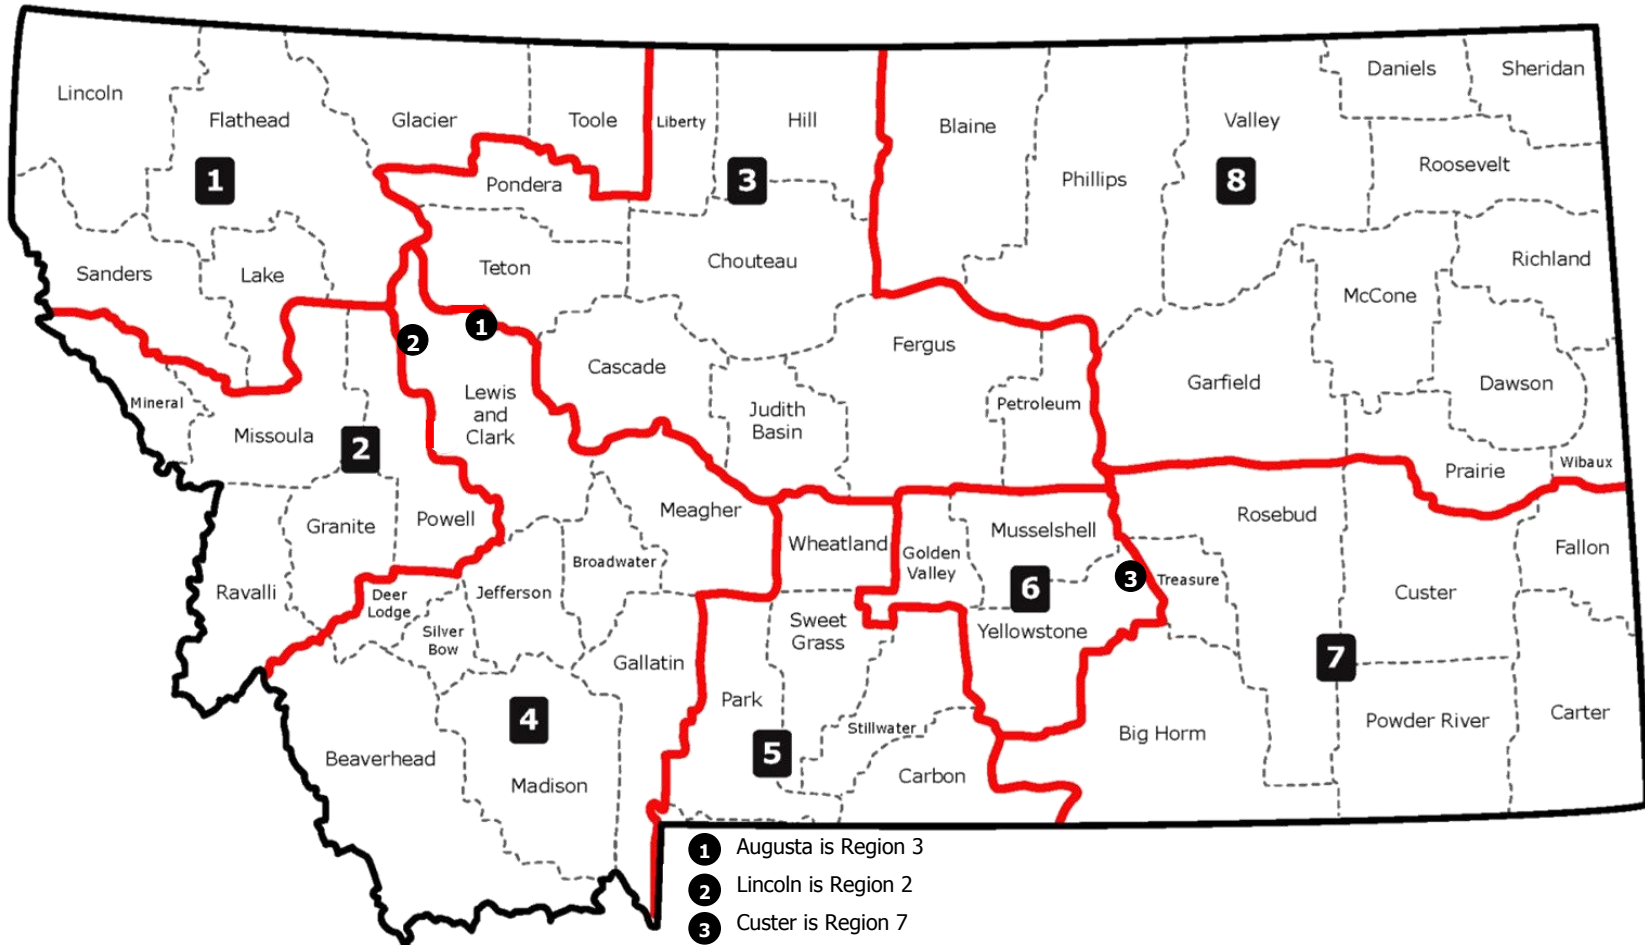 Lincoln
Flathead
Glacier
Toole
Liberty
Hill
Blaine
Phillips
Valley
Daniels
Sheridan
Roosevelt
1
Pondera
3
8
Sanders
Lake
Teton
Chouteau
McCone
Richland
2
1
Cascade
Fergus
Garfield
Dawson
Mineral
Missoula
2
Lewis
and
Clark
Judith
Basin
Petroleum
Prairie
Wibaux
Granite
Powell
Meagher
Wheatland
Golden
Valley
Musselshell
Rosebud
Fallon
Ravalli
Deer
Lodge
Silver
Bow
Jefferson
Broadwater
Sweet
Grass
6
3
Treasure
Custer
Yellowstone
Gallatin
Park
Stillwater
7
4
5
Beaverhead
Madison
Carbon
Big Horn
Powder River
Carter
1 Augusta is Region 3
2 Lincoln is Region 2
3 Custer is Region 7